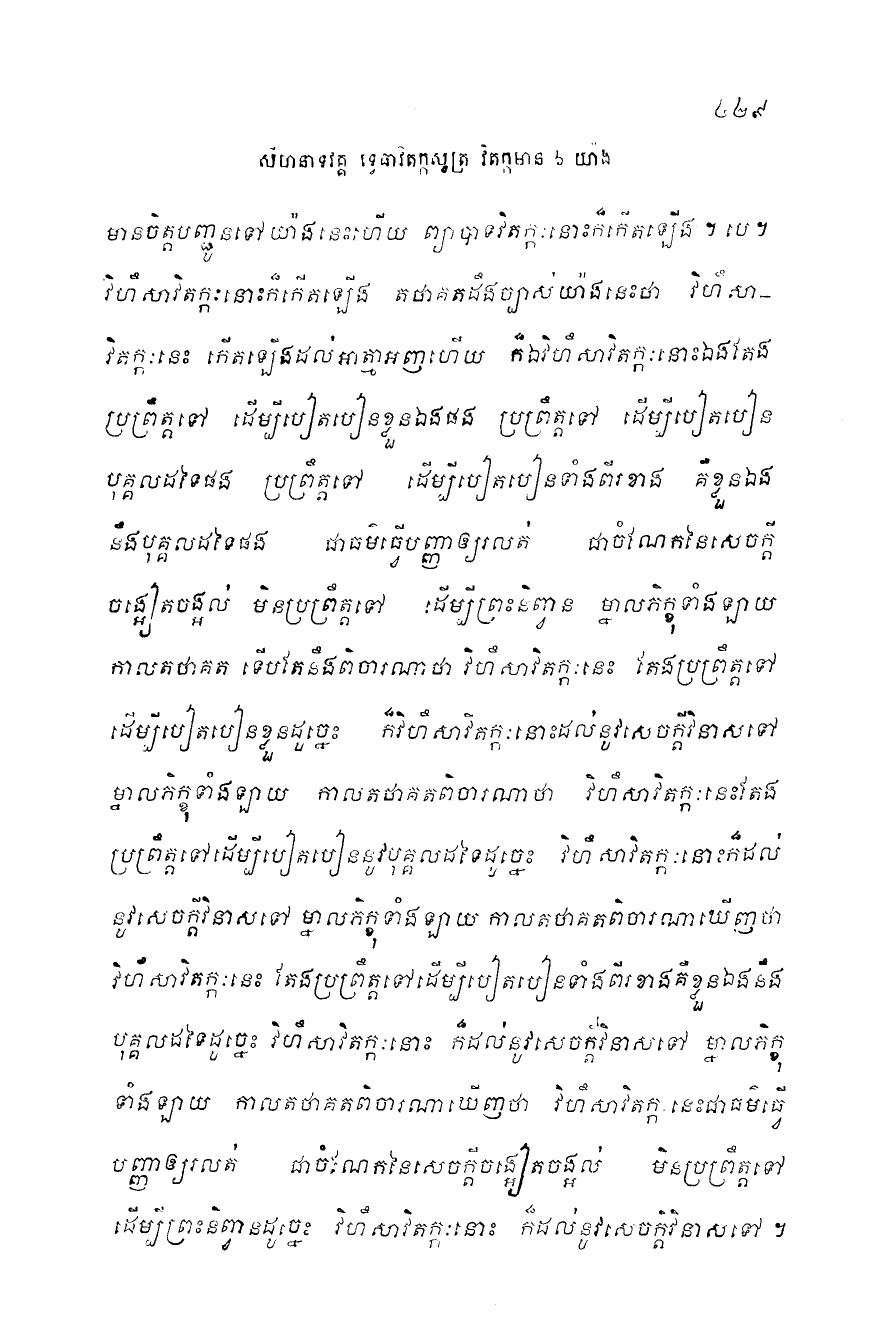 ៤២៩
សីហនាទវគ្គ ទ្វេធាវិតក្កសូត្រ វិតក្កមាន ៦ យ៉ាង
មានចិត្តបញ្ជូនទៅយ៉ាងនេះហើយ ព្យាបាទវិតក្កៈនោះក៏កើតឡើង ។ បេ ។
វិហឹសាវិតក្កៈនោះក៏កើតឡើង តថាគតដឹងច្បាស់យ៉ាងនេះថា វិហឹសា–
វិតក្កៈនេះ កើតឡើងដល់អាត្មាអញហើយ ក៏ឯវិហឹសាវិតក្កៈនោះឯងតែង
ប្រព្រឹត្តទៅ ដើម្បីបៀតបៀនខ្លួនឯងផង ប្រព្រឹត្តទៅ ដើម្បីបៀតបៀន
បុគ្គលដទៃផង ប្រព្រឹត្តទៅ ដើម្បីបៀតបៀនទាំងពីរខាង គឺខ្លួនឯង
នឹងបុគ្គលដទៃផង ជាធម៌ធ្វើបញ្ញាឲ្យរលត់ ជាចំណែកនៃសេចក្តី
ចង្អៀតចង្អល់ មិនប្រព្រឹត្តទៅ ដើម្បីព្រះនិព្វាន ម្នាលភិក្ខុទាំងឡាយ
កាលតថាគត ទើបតែនឹងពិចារណាថា វិហឹសាវិតក្កៈនេះ តែងប្រព្រឹត្តទៅ
ដើម្បីបៀតបៀនខ្លួនដូច្នេះ ក៏វិហឹសាវិតក្កៈនោះដល់នូវសេចក្តីវិនាសទៅ
ម្នាលភិក្ខុទាំងឡាយ កាលតថាគតពិចារណាថា វិហឹសាវិតក្កៈនេះតែង
ប្រព្រឹត្តទៅដើម្បីបៀតបៀននូវបុគ្គលដទៃដូច្នេះ វិហឹសាវិតក្កៈនោះក៏ដល់
នូវសេចក្តីវិនាសទៅ ម្នាលភិក្ខុទាំងឡាយ កាលតថាគតពិចារណាឃើញថា
វិហឹសាវិតក្កៈនេះ តែងប្រព្រឹត្តទៅដើម្បីបៀតបៀនទាំងពីរខាងគឺខ្លួនឯងនឹង
បុគ្គលដទៃដូច្នេះ វិហឹសាវិតក្កៈនោះ ក៏ដល់នូវសេចក្តីវិនាសទៅ ម្នាលភិក្ខុ
ទាំងឡាយ កាលតថាគតពិចារណាឃើញថា វិហឹសាវិតក្កៈនេះជាធម៌ធ្វើ
បញ្ញាឲ្យរលត់ ជាចំណែកនៃសេចក្តីចង្អៀតចង្អល់ មិនប្រព្រឹត្តទៅ
ដើម្បីព្រះនិព្វានដូច្នេះ វិហឹសាវិតក្កៈនោះ ក៏ដល់នូវសេចក្តីវិនាសទៅ ។